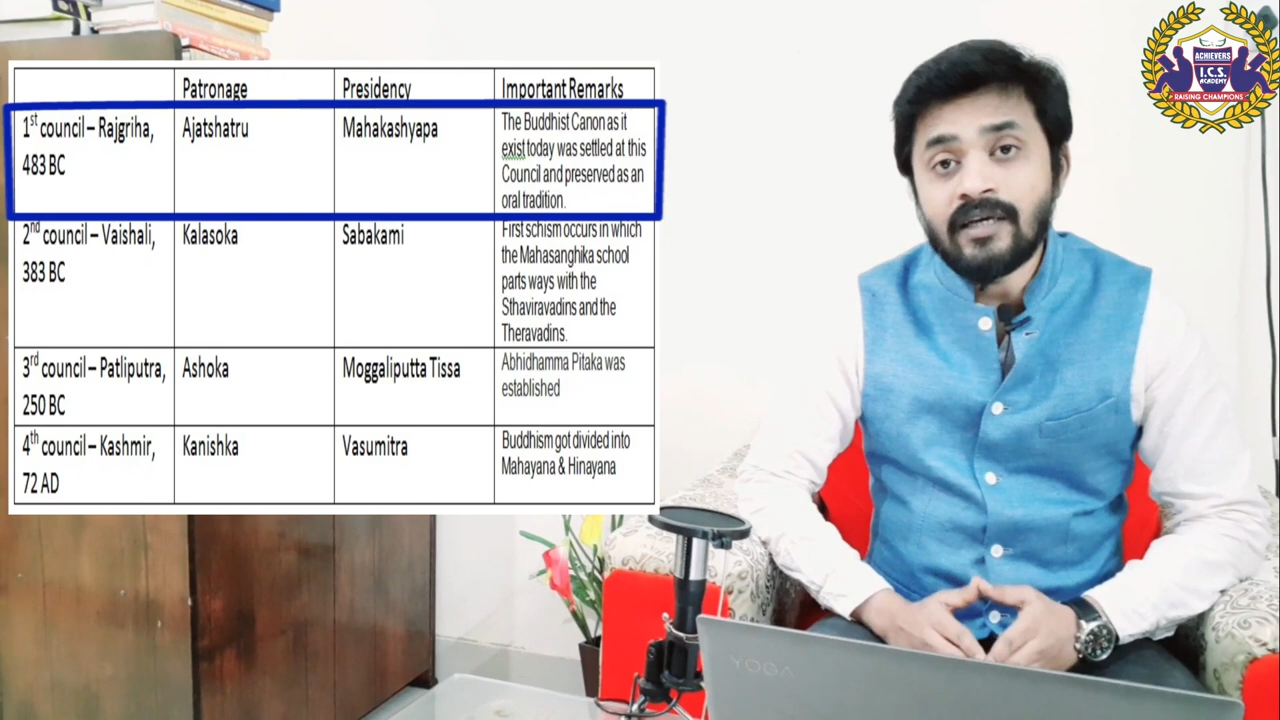 Patronage Presidency Important Remarks
1st council – Rajgriha,
483 BC
Ajatshatru
Mahakashyapa
The Buddhist Canon as it
exist today was settled at this
Council and preserved as an
oral tradition.
2nd council – Vaishali,
383 BC
Kalasoka
Sabakami
First schism occurs in which
the Mahasanghika school
parts ways with the
Sthaviravadins and the
Theravadins.
3rd council – Patliputra,
250 BC
Ashoka
Moggaliputta Tissa
Abhidhamma Pitaka was
established
4th council – Kashmir,
72 AD
Kanishka
Vasumitra
Buddhism got divided into
Mahayana & Hinayana
ACHIEVERS
I.C.S.
ACADEMY
RAISING CHAMPIONS
YOGA